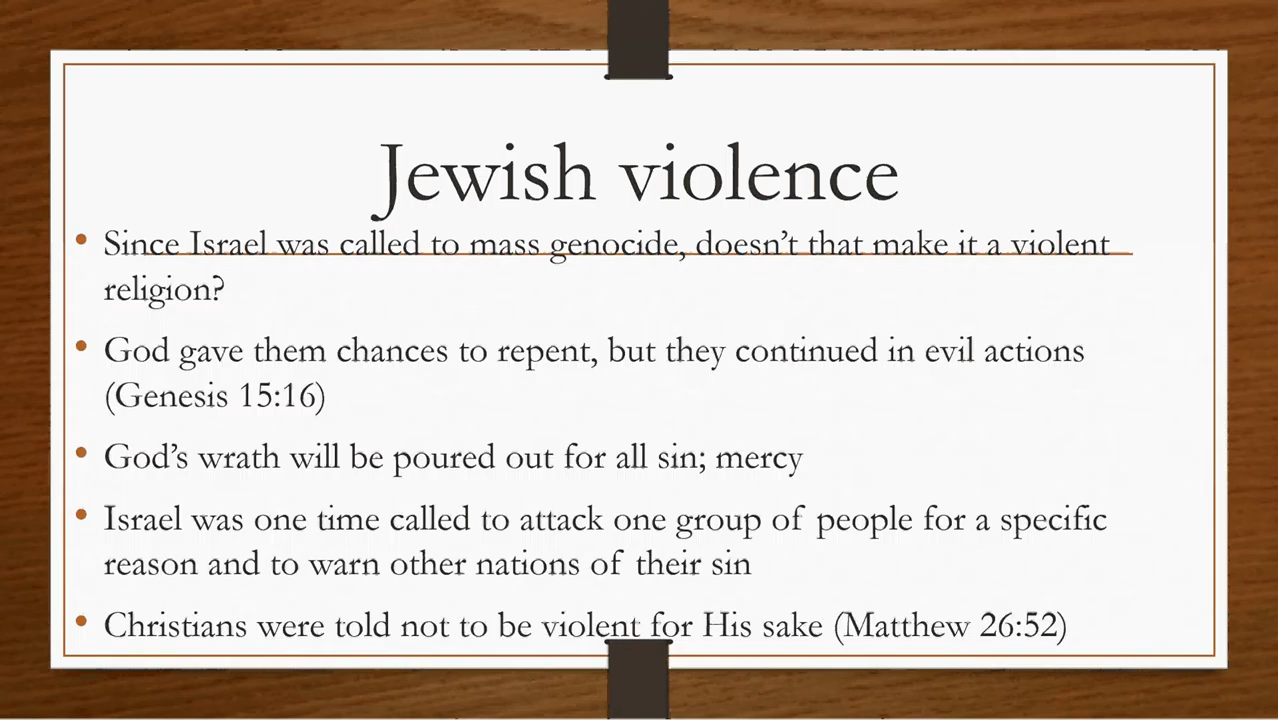 Jewish violence
• Since Israel was called to mass genocide, doesn’t that make it a violent
religion?
• God gave them chances to repent, but they continued in evil actions
(Genesis 15:16)
• God’s wrath will be poured out for all sin; mercy
• Israel was one time called to attack one group of people for a specific
reason and to warn other nations of their sin
• Christians were told not to be violent for His sake (Matthew 26:52)